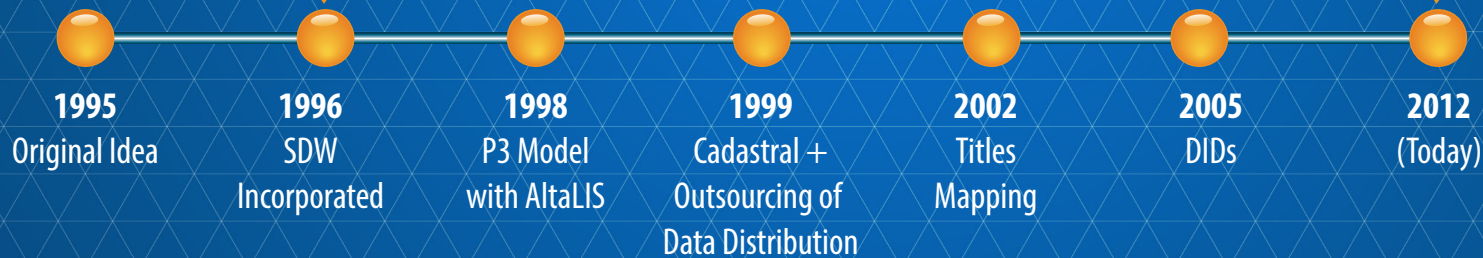 1995
Original Idea
1996
SDW
Incorporated
1998
P3 Model
with AltaLIS
1999
Cadastral +
Outsourcing of
Data Distribution
2002
Titles
Mapping
2005
DIDs
2012
(Today)